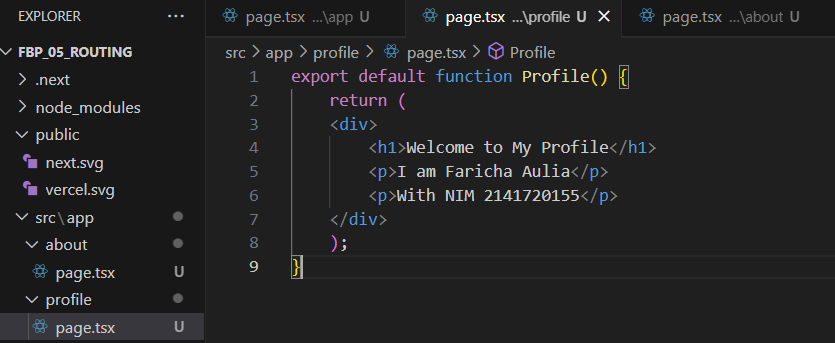 EXPLORER ...
FBP_05_ROUTING
.next
node_modules
public
next.svg
vercel.svg
src\app
about
page.tsx U
profile
page.tsx U
page.tsx ...\app U
page.tsx ...\profile U
page.tsx ...\about U
src > app > profile > page.tsx > Profile
1 export default function Profile() {
2 return (
3 <div>
4 <h1>Welcome to My Profile</h1>
5 <p>I am Faricha Aulia</p>
6 <p>With NIM 2141720155</p>
7 </div>
8 );
9 }